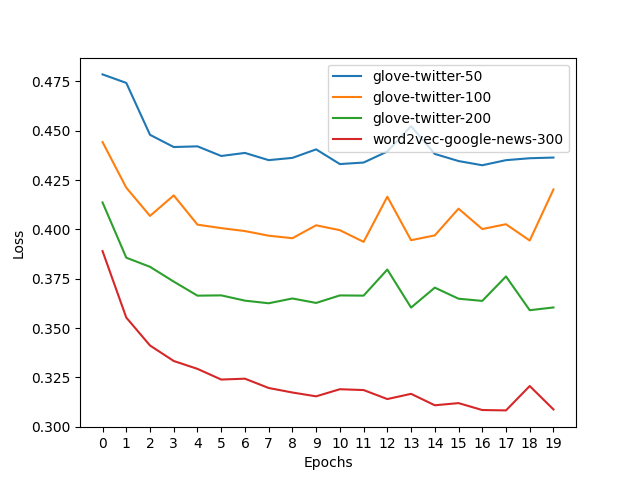 glove-twitter-50
glove-twitter-100
glove-twitter-200
word2vec-google-news-300
0.475
0.450
0.425
0.400
0.375
0.350
0.325
0.300
Loss
0 1 2 3 4 5 6 7 8 9 10 11 12 13 14 15 16 17 18 19
Epochs